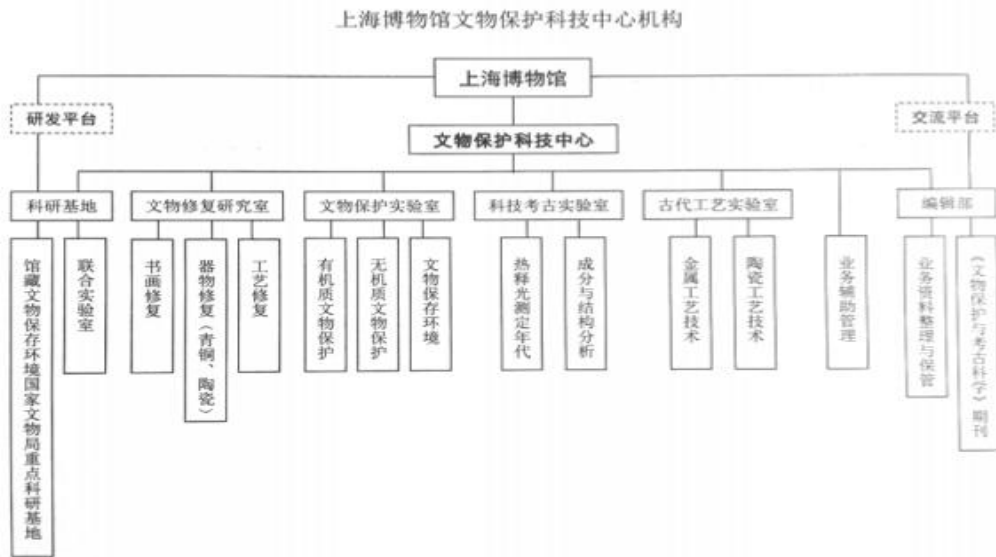 上海博物馆文物保护科技中心机构
上海博物馆
研发平台
交流平台
文物保护科技中心
科研基地
文物修复研究室
文物保护实验室
科技考古实验室
古代工艺实验室
编辑部
馆藏文物保存环境国家文物局重点科研基地
联合实验室
书画修复
器物修复（青铜、陶瓷）
工艺修复
有机质文物保护
无机质文物保护
文物保存环境
热释光测定年代
成分与结构分析
金属工艺技术
陶瓷工艺技术
业务辅助管理
业务资料整理与保管
《文物保护与考古科学》期刊